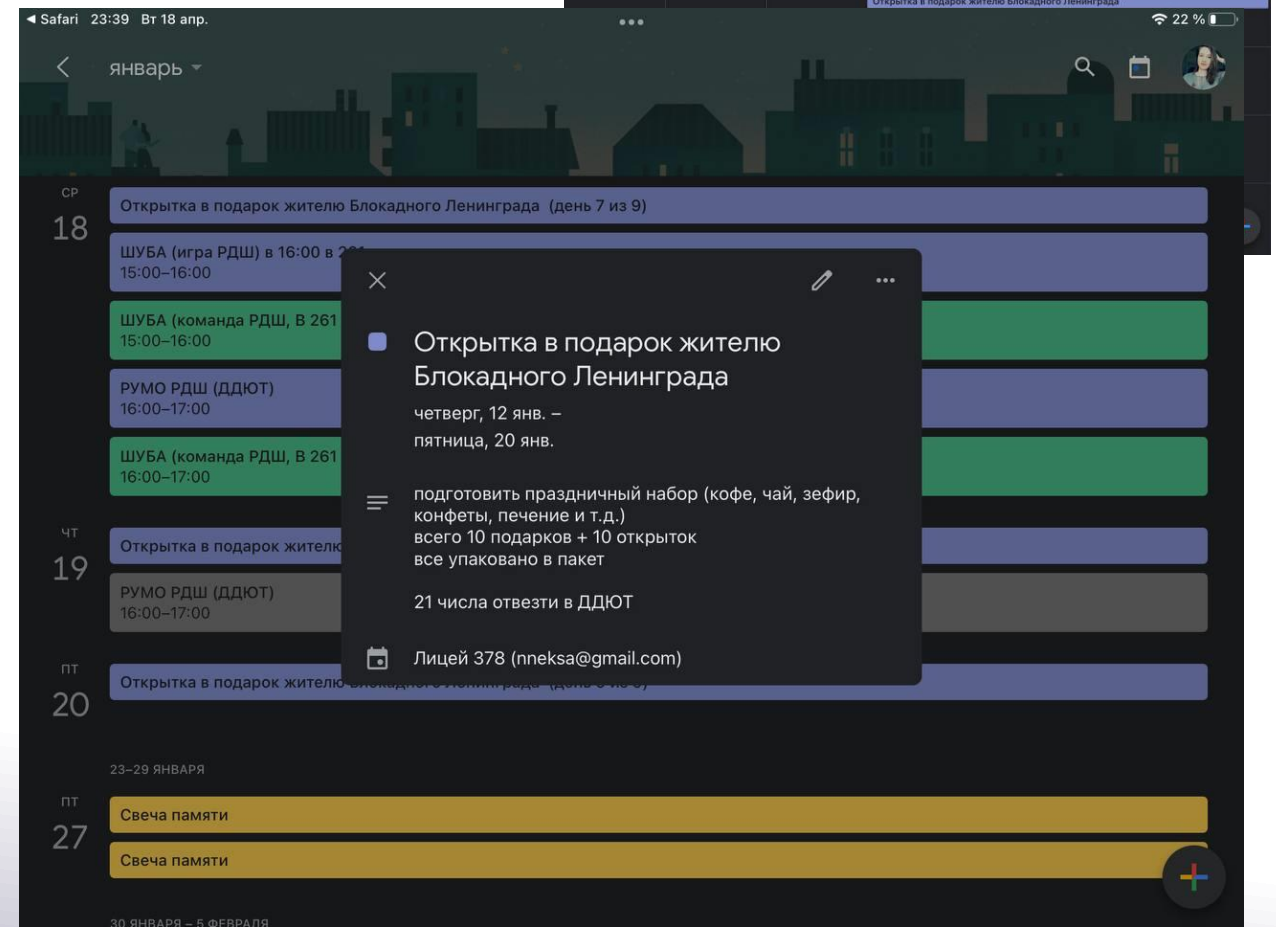 Открытка в подарок жителю Блокадного Ленинграда
Safari 23:39 Вт 18 апр.
22 %
январь
СР
18
Открытка в подарок жителю Блокадного Ленинграда (день 7 из 9)
ШУБА (игра РДШ) в 16:00 в
15:00–16:00
ШУБА (команда РДШ, В 261
15:00–16:00
РУМО РДШ (ДДЮТ)
16:00–17:00
ШУБА (команда РДШ, В 261
16:00–17:00
ЧТ
19
Открытка в подарок жителю
РУМО РДШ (ДДЮТ)
16:00–17:00
ПТ
20
Открытка в подарок жителю
23–29 ЯНВАРЯ
ПТ
27
Свеча памяти
Свеча памяти
30 ЯНВАРЯ – 5 ФЕВРАЛЯ
Открытка в подарок жителю
Блокадного Ленинграда
четверг, 12 янв. –
пятница, 20 янв.
подготовить праздничный набор (кофе, чай, зефир,
конфеты, печение и т.д.)
всего 10 подарков + 10 открыток
все упаковано в пакет
21 числа отвезти в ДДЮТ
Лицей 378 (nneksa@gmail.com)